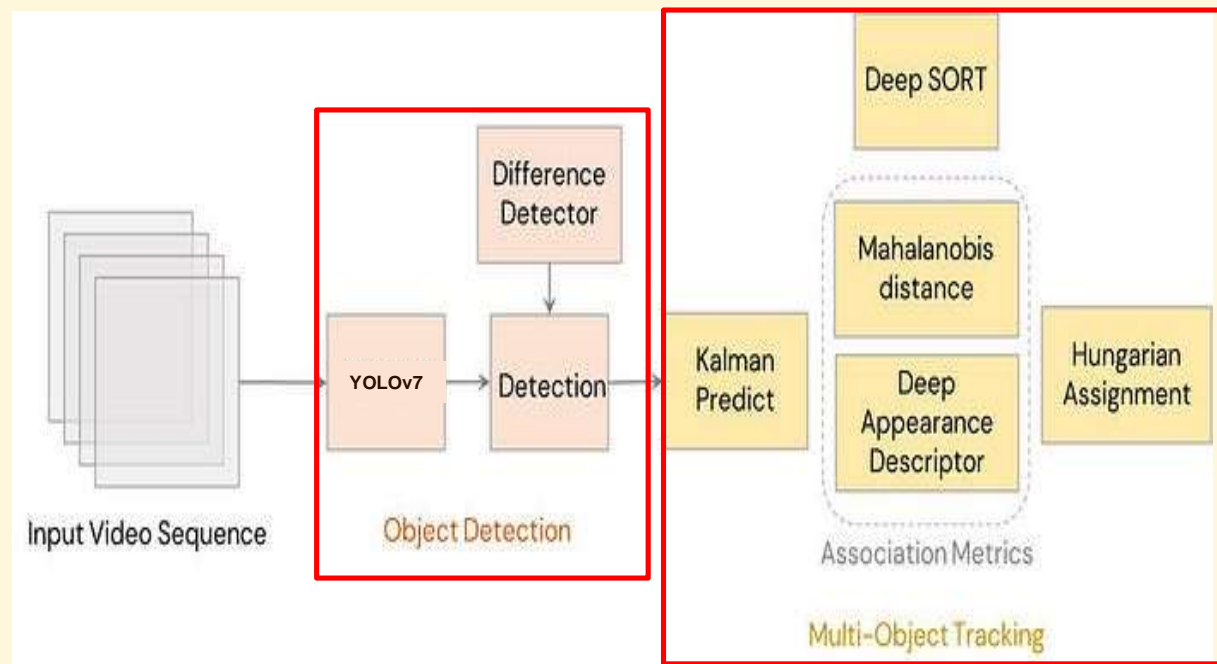 Deep SORT
Difference
Detector
Mahalanobis
distance
YOLOv7
Detection
Kalman
Predict
Deep
Appearance
Descriptor
Hungarian
Assignment
Input Video Sequence
Object Detection
Association Metrics
Multi-Object Tracking